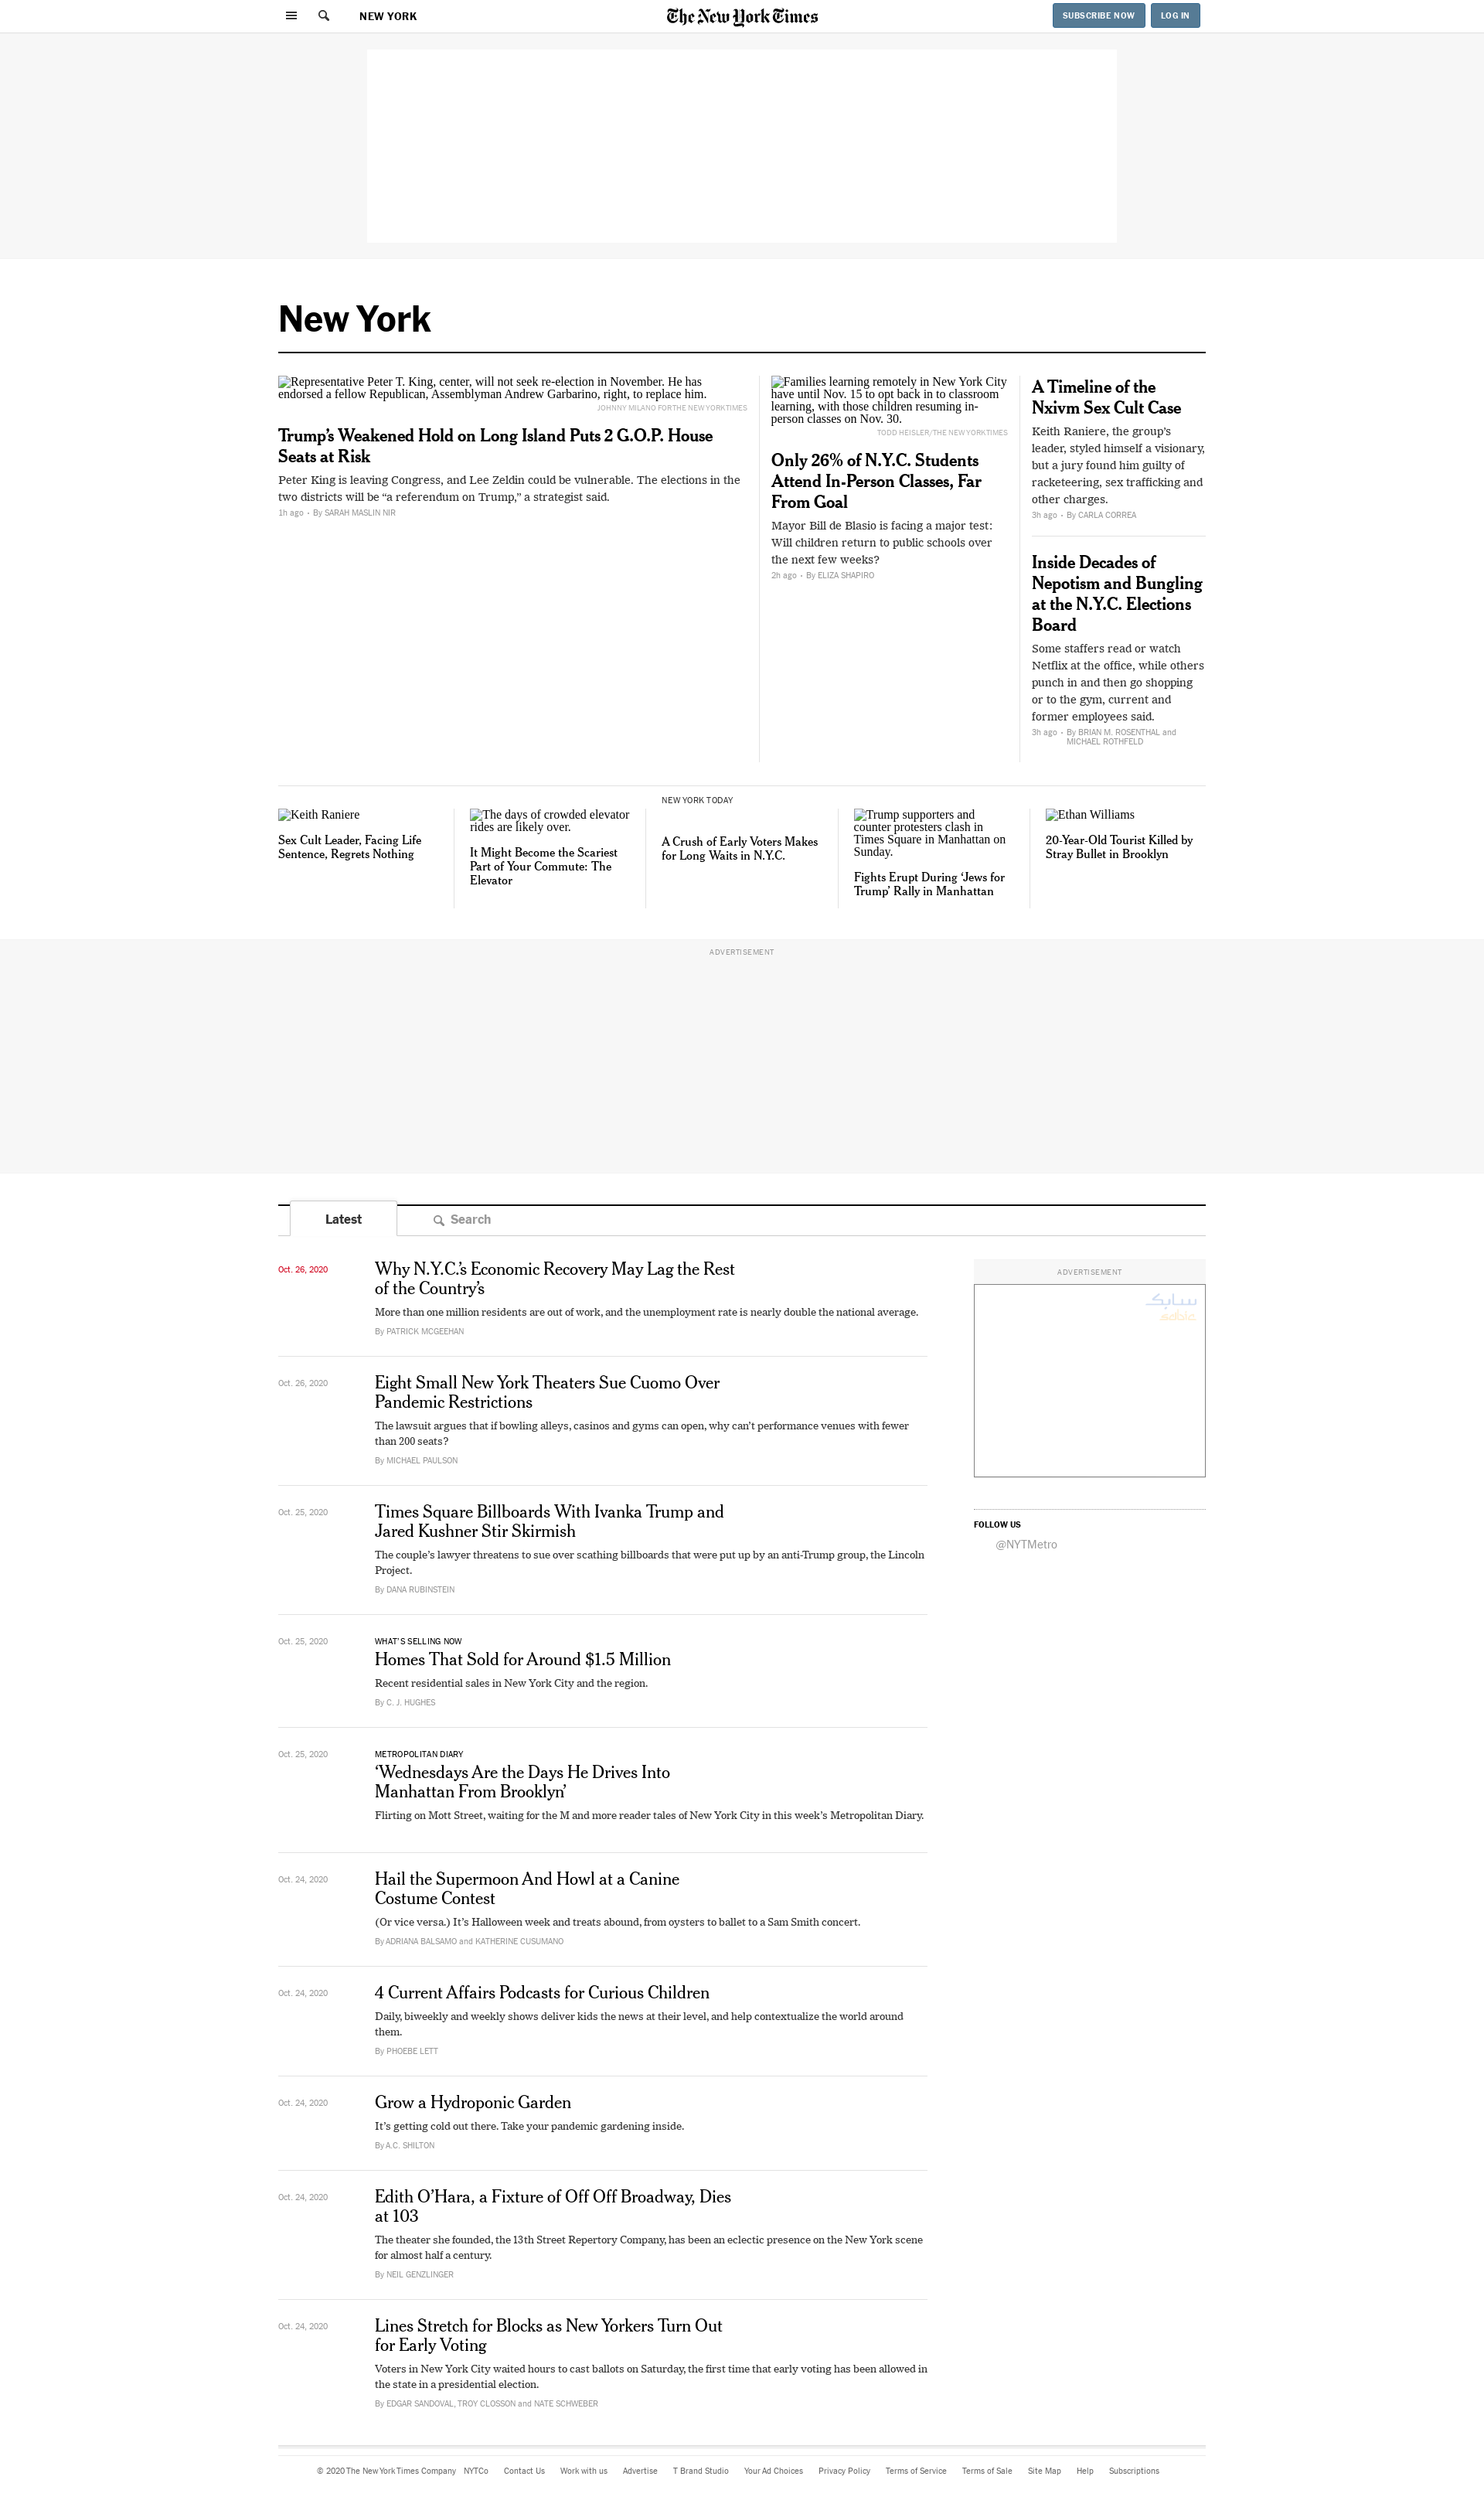 NEW YORK
The New York Times
SUBSCRIBE NOW
LOG IN
New York
Representative Peter T. King, center, will not seek re-election in November. He has
endorsed a fellow Republican, Assemblyman Andrew Garbarino, right, to replace him.
JOHNNY MILANO FOR THE NEW YORK TIMES
Trump’s Weakened Hold on Long Island Puts 2 G.O.P. House
Seats at Risk
Peter King is leaving Congress, and Lee Zeldin could be vulnerable. The elections in the
two districts will be “a referendum on Trump,” a strategist said.
1h ago • By SARAH MASLIN NIR
Families learning remotely in New York City
have until Nov. 15 to opt back in to classroom
learning, with those children resuming in-
person classes on Nov. 30.
TODD HEISLER/THE NEW YORK TIMES
Only 26% of N.Y.C. Students
Attend In-Person Classes, Far
From Goal
Mayor Bill de Blasio is facing a major test:
Will children return to public schools over
the next few weeks?
2h ago • By ELIZA SHAPIRO
A Timeline of the
Nxivm Sex Cult Case
Keith Raniere, the group’s
leader, styled himself a visionary,
but a jury found him guilty of
racketeering, sex trafficking and
other charges.
3h ago • By CARLA CORREA
Inside Decades of
Nepotism and Bungling
at the N.Y.C. Elections
Board
Some staffers read or watch
Netflix at the office, while others
punch in and then go shopping
or to the gym, current and
former employees said.
3h ago • By BRIAN M. ROSENTHAL and
MICHAEL ROTHFELD
Keith Raniere
Sex Cult Leader, Facing Life
Sentence, Regrets Nothing
The days of crowded elevator
rides are likely over.
It Might Become the Scariest
Part of Your Commute: The
Elevator
NEW YORK TODAY
A Crush of Early Voters Makes
for Long Waits in N.Y.C.
Trump supporters and
counter protesters clash in
Times Square in Manhattan on
Sunday.
Fights Erupt During ‘Jews for
Trump’ Rally in Manhattan
Ethan Williams
20-Year-Old Tourist Killed by
Stray Bullet in Brooklyn
ADVERTISEMENT
Latest
Search
Oct. 26, 2020
Why N.Y.C.’s Economic Recovery May Lag the Rest
of the Country’s
More than one million residents are out of work, and the unemployment rate is nearly double the national average.
By PATRICK MCGEEHAN
Oct. 26, 2020
Eight Small New York Theaters Sue Cuomo Over
Pandemic Restrictions
The lawsuit argues that if bowling alleys, casinos and gyms can open, why can’t performance venues with fewer
than 200 seats?
By MICHAEL PAULSON
Oct. 25, 2020
Times Square Billboards With Ivanka Trump and
Jared Kushner Stir Skirmish
The couple’s lawyer threatens to sue over scathing billboards that were put up by an anti-Trump group, the Lincoln
Project.
By DANA RUBINSTEIN
Oct. 25, 2020
WHAT’S SELLING NOW
Homes That Sold for Around $1.5 Million
Recent residential sales in New York City and the region.
By C. J. HUGHES
Oct. 25, 2020
METROPOLITAN DIARY
‘Wednesdays Are the Days He Drives Into
Manhattan From Brooklyn’
Flirting on Mott Street, waiting for the M and more reader tales of New York City in this week’s Metropolitan Diary.
Oct. 24, 2020
Hail the Supermoon And Howl at a Canine
Costume Contest
(Or vice versa.) It’s Halloween week and treats abound, from oysters to ballet to a Sam Smith concert.
By ADRIANA BALSAMO and KATHERINE CUSUMANO
Oct. 24, 2020
4 Current Affairs Podcasts for Curious Children
Daily, biweekly and weekly shows deliver kids the news at their level, and help contextualize the world around
them.
By PHOEBE LETT
Oct. 24, 2020
Grow a Hydroponic Garden
It’s getting cold out there. Take your pandemic gardening inside.
By A.C. SHILTON
Oct. 24, 2020
Edith O’Hara, a Fixture of Off Off Broadway, Dies
at 103
The theater she founded, the 13th Street Repertory Company, has been an eclectic presence on the New York scene
for almost half a century.
By NEIL GENZLINGER
Oct. 24, 2020
Lines Stretch for Blocks as New Yorkers Turn Out
for Early Voting
Voters in New York City waited hours to cast ballots on Saturday, the first time that early voting has been allowed in
the state in a presidential election.
By EDGAR SANDOVAL, TROY CLOSSON and NATE SCHWEBER
ADVERTISEMENT
سابك
sabic
FOLLOW US
@NYTMetro
© 2020 The New York Times Company NYTCo Contact Us Work with us Advertise T Brand Studio Your Ad Choices Privacy Policy Terms of Service Terms of Sale Site Map Help Subscriptions